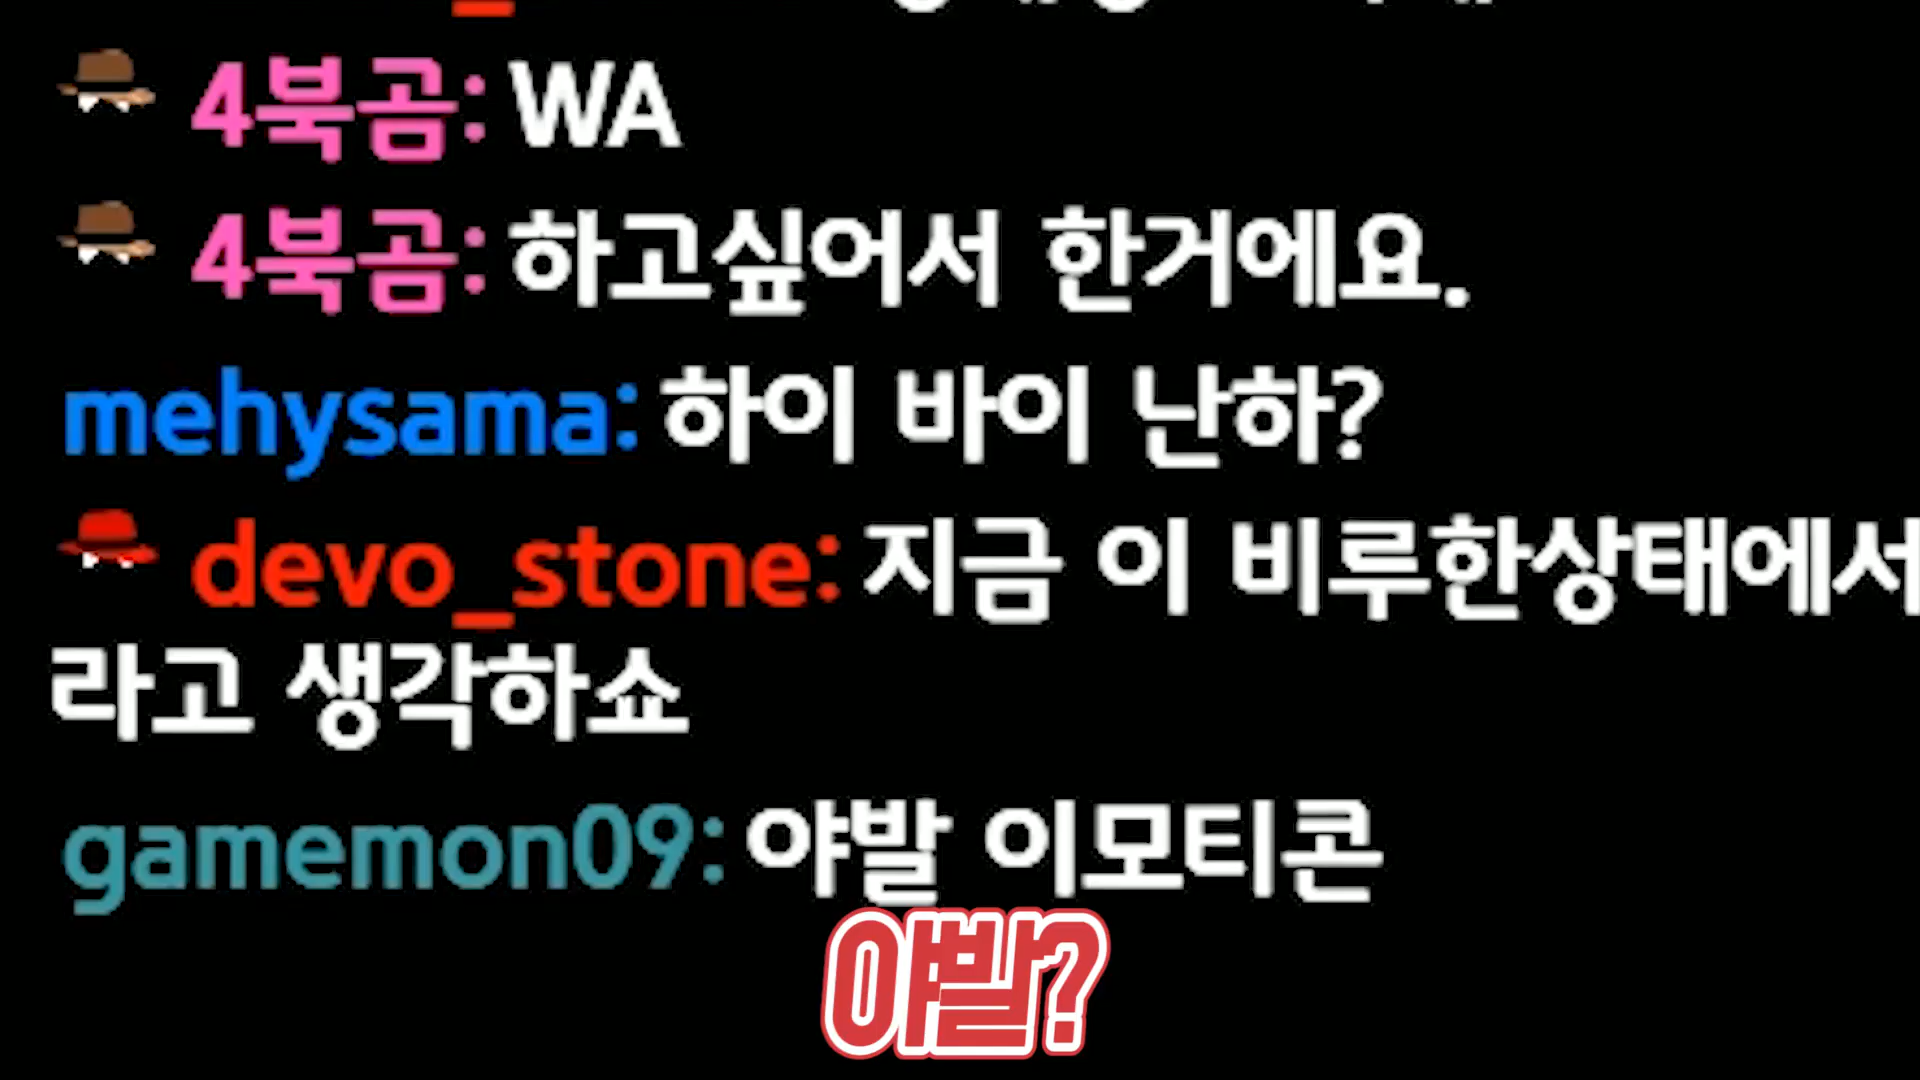 4북곰: WA
4북곰: 하고싶어서 한거에요.
mehysama: 하이 바이 난하?
devo_stone: 지금 이 비루한상태에서
라고 생각하쇼
gamemon09: 야발 이모티콘
야발?